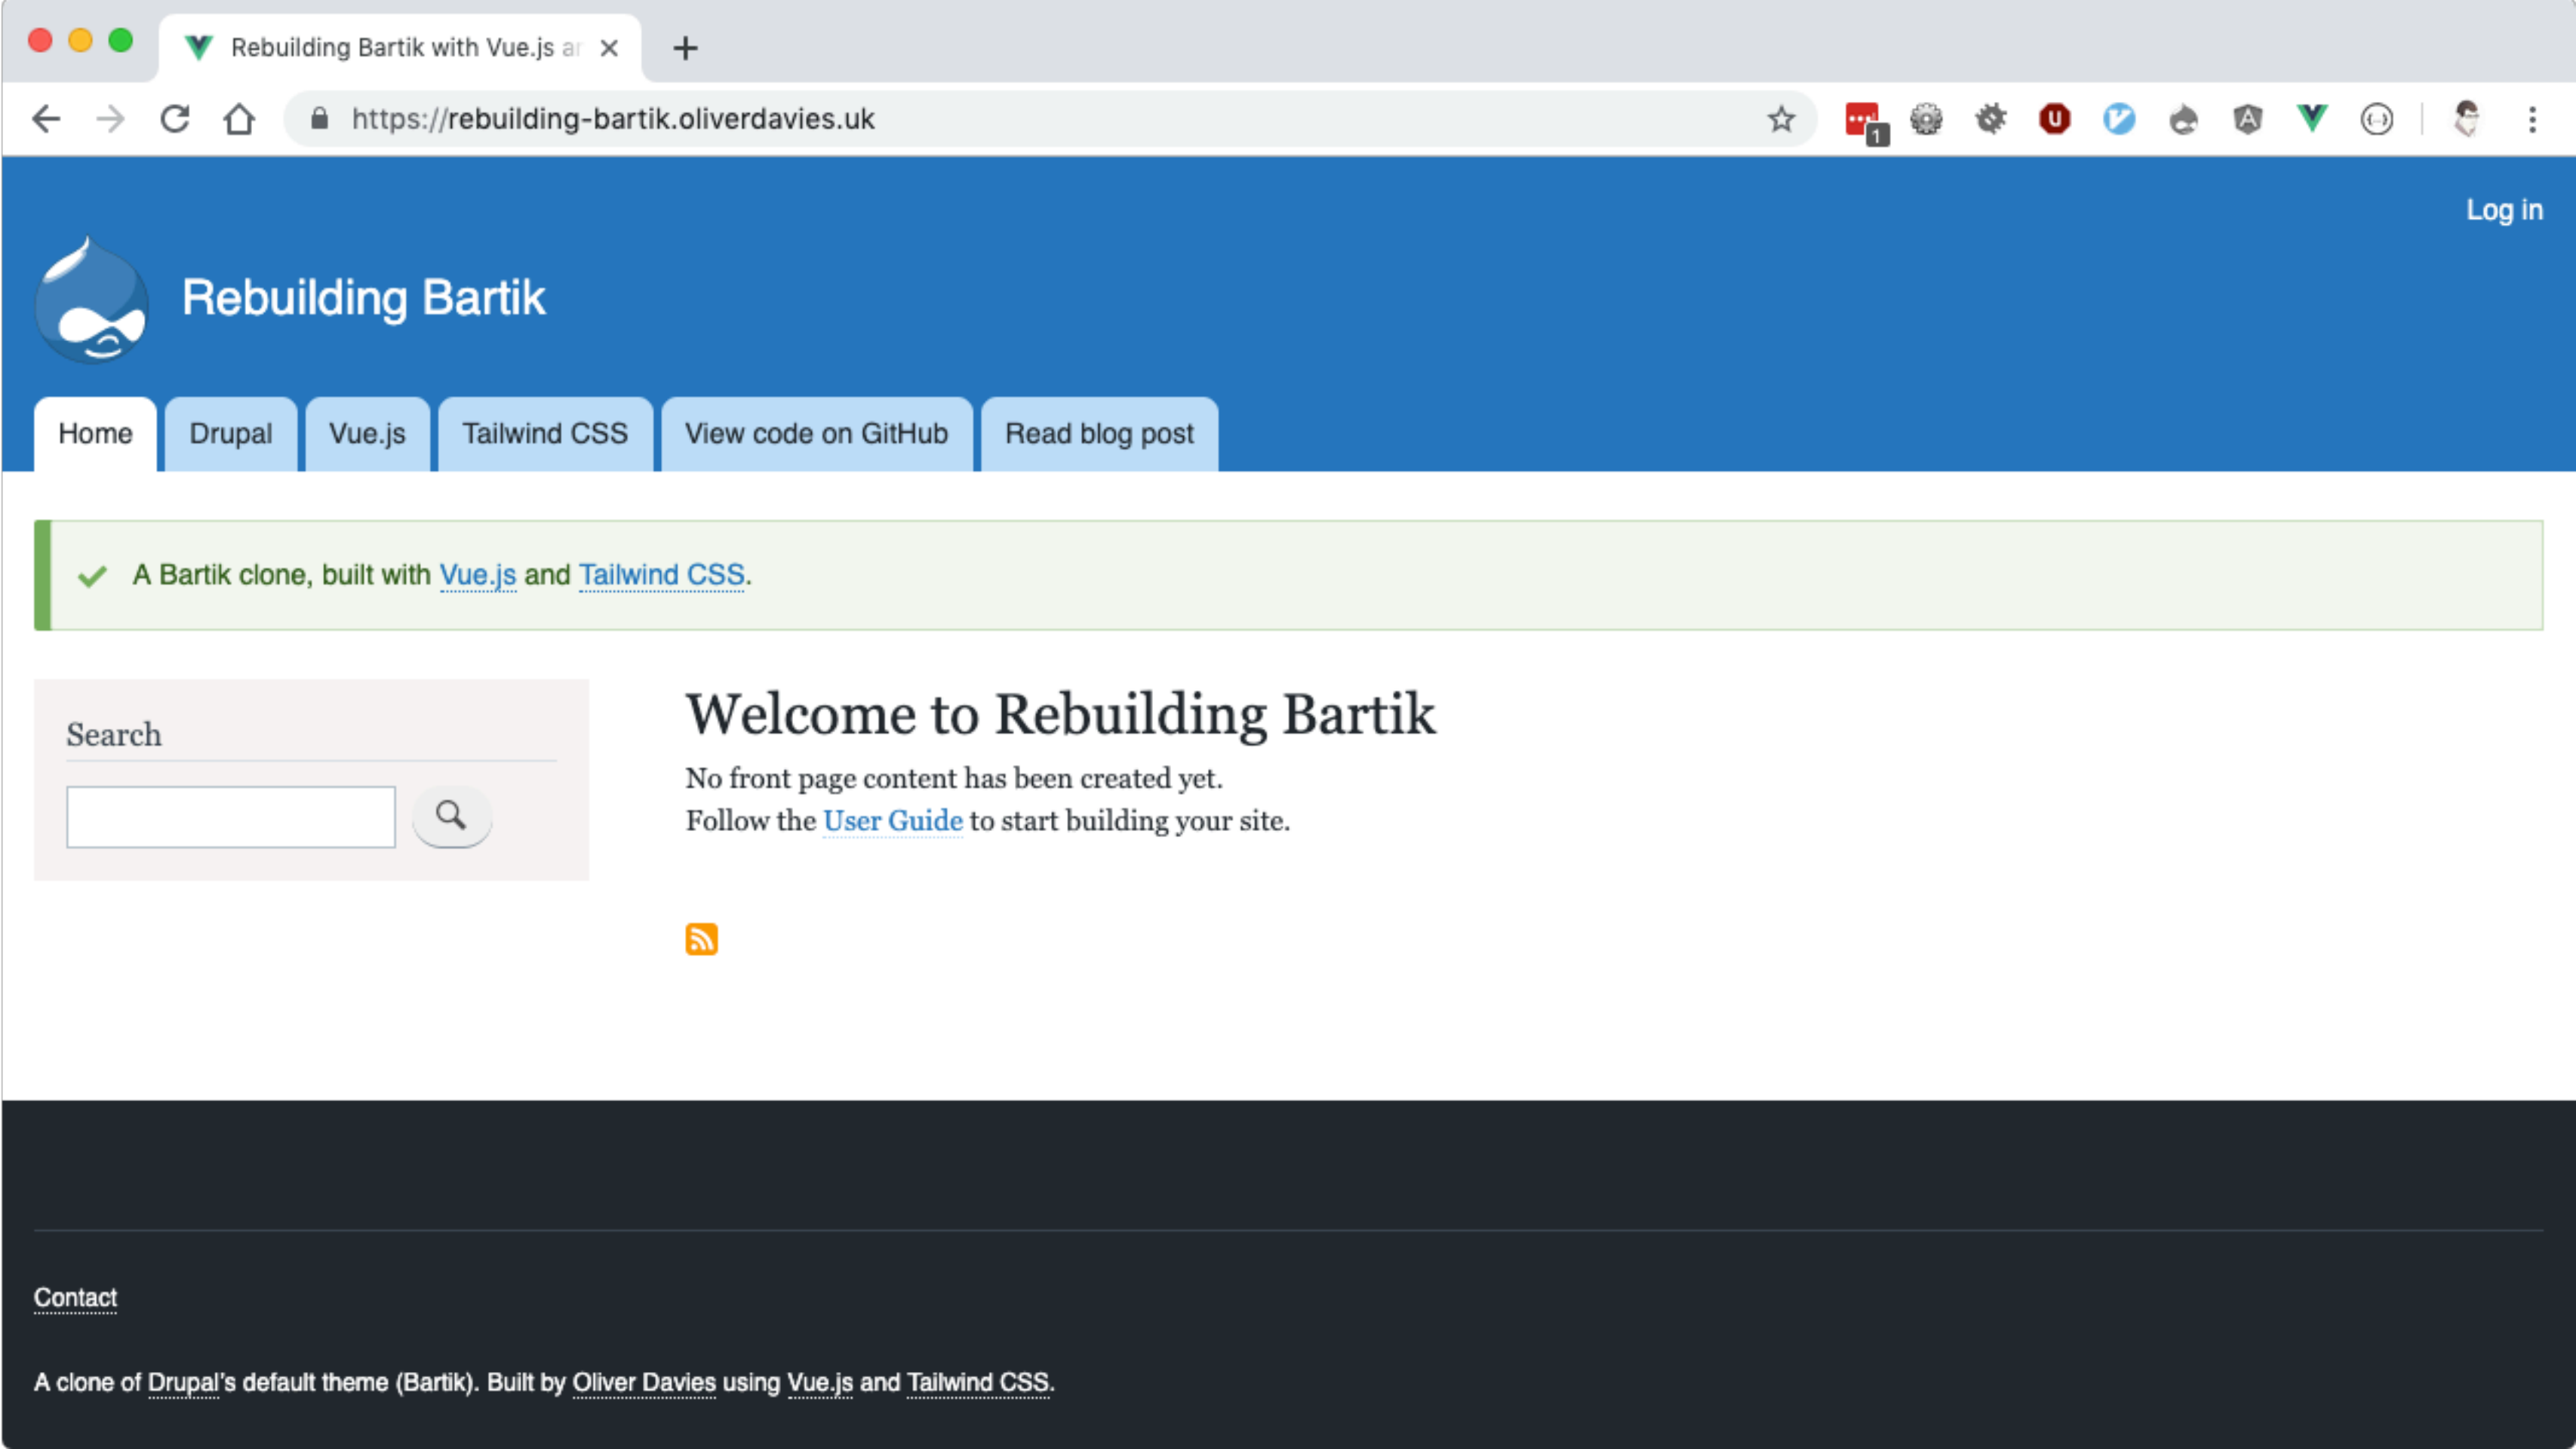 Rebuilding Bartik with Vue.js ar
https://rebuilding-bartik.oliverdavies.uk
1
Log in
Rebuilding Bartik
Home
Drupal
Vue.js
Tailwind CSS
View code on GitHub
Read blog post
A Bartik clone, built with Vue.js and Tailwind CSS.
Search
Welcome to Rebuilding Bartik
No front page content has been created yet.
Follow the User Guide to start building your site.
Contact
A clone of Drupal's default theme (Bartik). Built by Oliver Davies using Vue.js and Tailwind CSS.